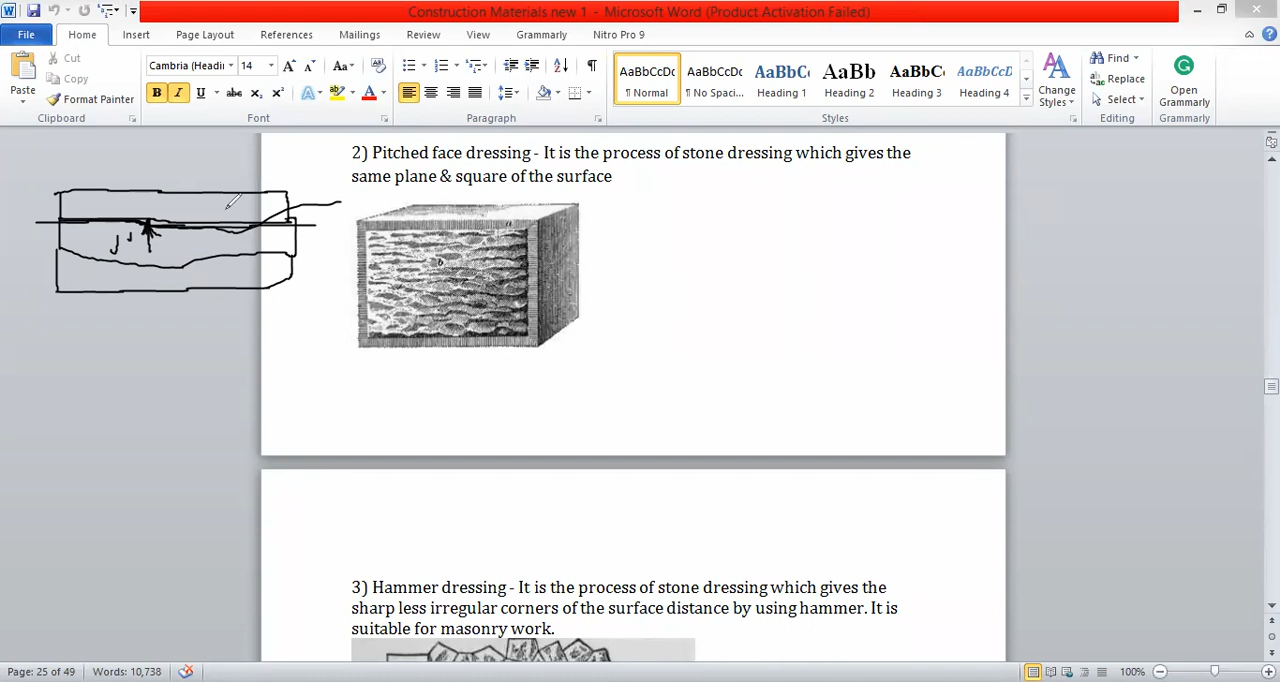 Construction Materials new 1 - Microsoft Word (Product Activation Failed)
File Home Insert Page Layout References Mailings Review View Grammarly Nitro Pro 9
Paste
Cut
Copy
Format Painter
Clipboard
Cambria (Headi 14
Font
Paragraph
AaBbCcDc AaBbCcDc AaBbC AaBb AaBbC AaBbCcD
¶ Normal ¶ No Spaci... Heading 1 Heading 2 Heading 3 Heading 4
Styles
Change Styles
Find
Replace
Select
Editing
Open Grammarly
Grammarly
2) Pitched face dressing - It is the process of stone dressing which gives the
same plane & square of the surface
3) Hammer dressing - It is the process of stone dressing which gives the
sharp less irregular corners of the surface distance by using hammer. It is
suitable for masonry work.
Page: 25 of 49 Words: 10,738 100%